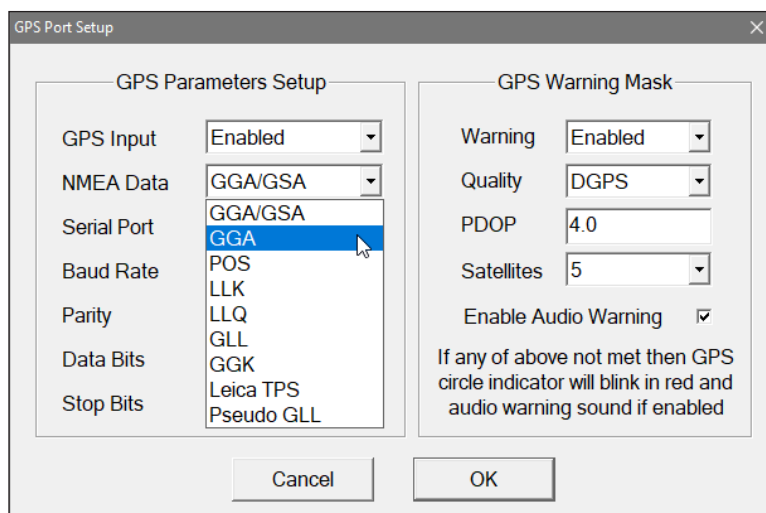 GPS Port Setup
GPS Parameters Setup
GPS Input Enabled
NMEA Data GGA/GSA
GGA/GSA
Serial Port
GGA
Baud Rate
POS
LLK
Parity
LLQ
GLL
Data Bits
GGK
Leica TPS
Stop Bits
Pseudo GLL
GPS Warning Mask
Warning Enabled
Quality DGPS
PDOP 4.0
Satellites 5
Enable Audio Warning
If any of above not met then GPS
circle indicator will blink in red and
audio warning sound if enabled
Cancel OK